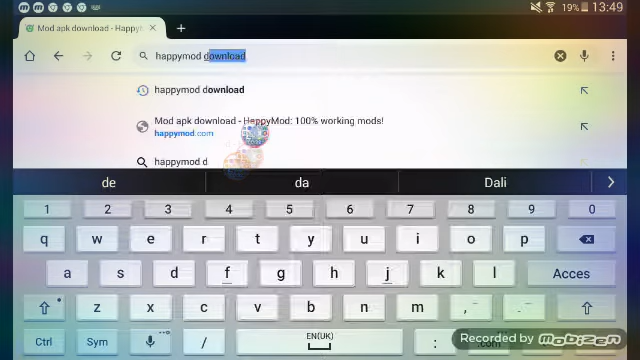 19% 13:49
Mod apk download - Happy
happymod download
happymod download
Mod apk download - HappyMod: 100% working mods!
happymod.com
happymod d
de da Dali
1 2 3 4 5 6 7 8 9 0
q w e r t y u i o p
a s d f g h j k l Acces
z x c v b n m , .
Ctrl Sym / EN(UK) :
Recorded by Mobizen